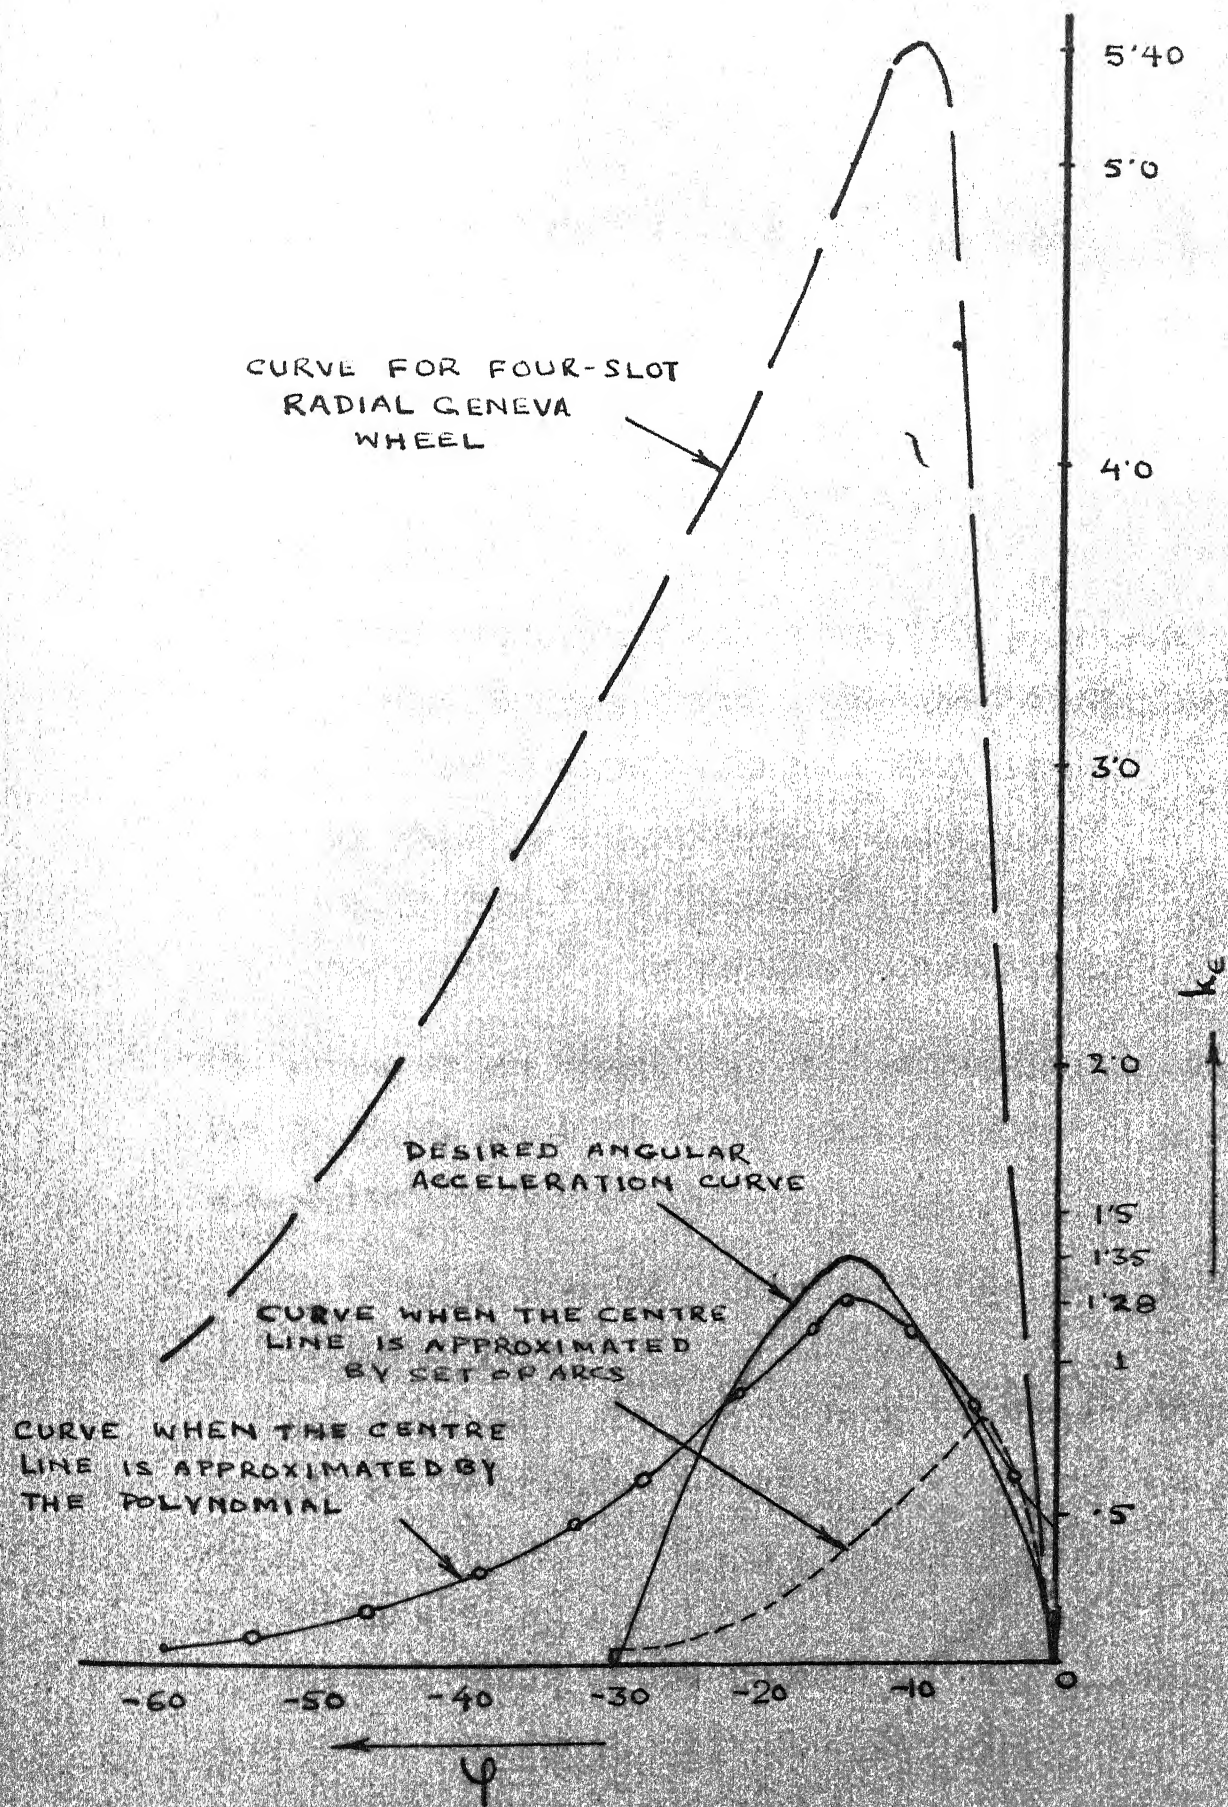 5·40
5·0
CURVE FOR FOUR-SLOT
RADIAL GENEVA
WHEEL
4·0
3·0
kE
2·0
DESIRED ANGULAR
ACCELERATION CURVE
1·5
1·35
1·28
CURVE WHEN THE CENTRE
LINE IS APPROXIMATED
BY SET OF ARCS
1
CURVE WHEN THE CENTRE
LINE IS APPROXIMATED BY
THE POLYNOMIAL
·5
-60 -50 -40 -30 -20 -10 0
φ